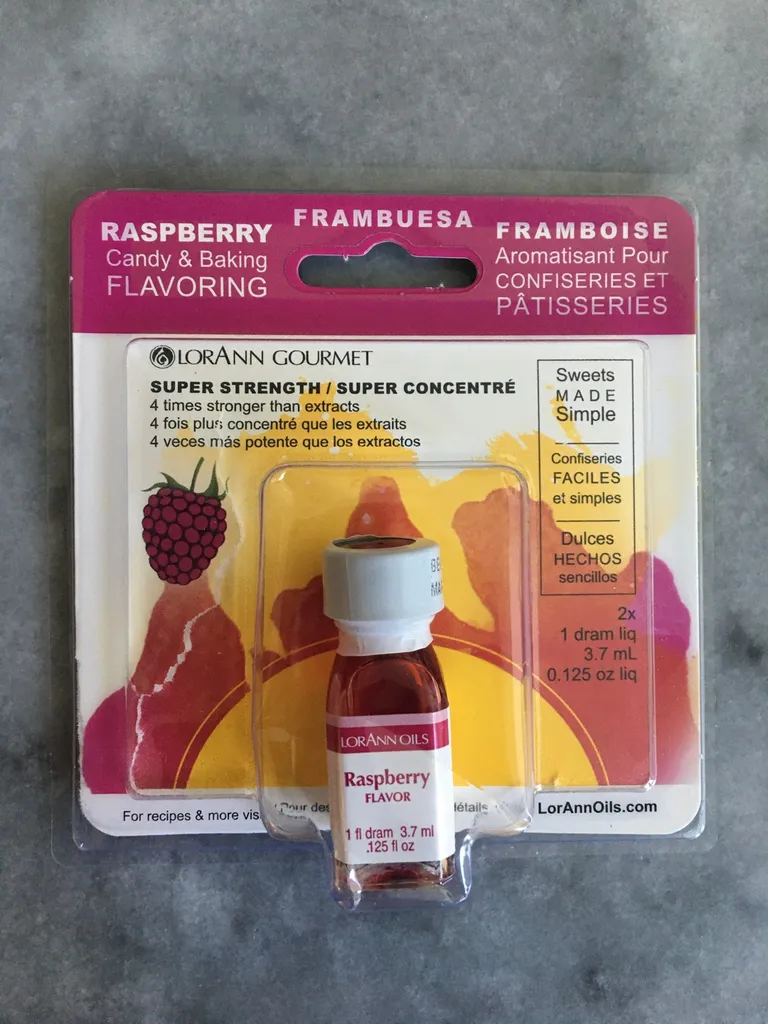 FRAMBUESA
RASPBERRY
Candy & Baking
FLAVORING
FRAMBOISE
Aromatisant Pour
CONFISERIES ET
PÂTISSERIES
LORANN GOURMET
SUPER STRENGTH / SUPER CONCENTRÉ
4 times stronger than extracts
4 fois plus concentré que les extraits
4 veces más potente que los extractos
Sweets
MADE
Simple
Confiseries
FACILES
et simples
Dulces
HECHOS
sencillos
2x
1 dram liq
3.7 mL
0.125 oz liq
LORANN OILS
Raspberry
FLAVOR
1 fl dram 3.7 ml
.125 fl oz
For recipes & more Pour des LorAnnOils.com